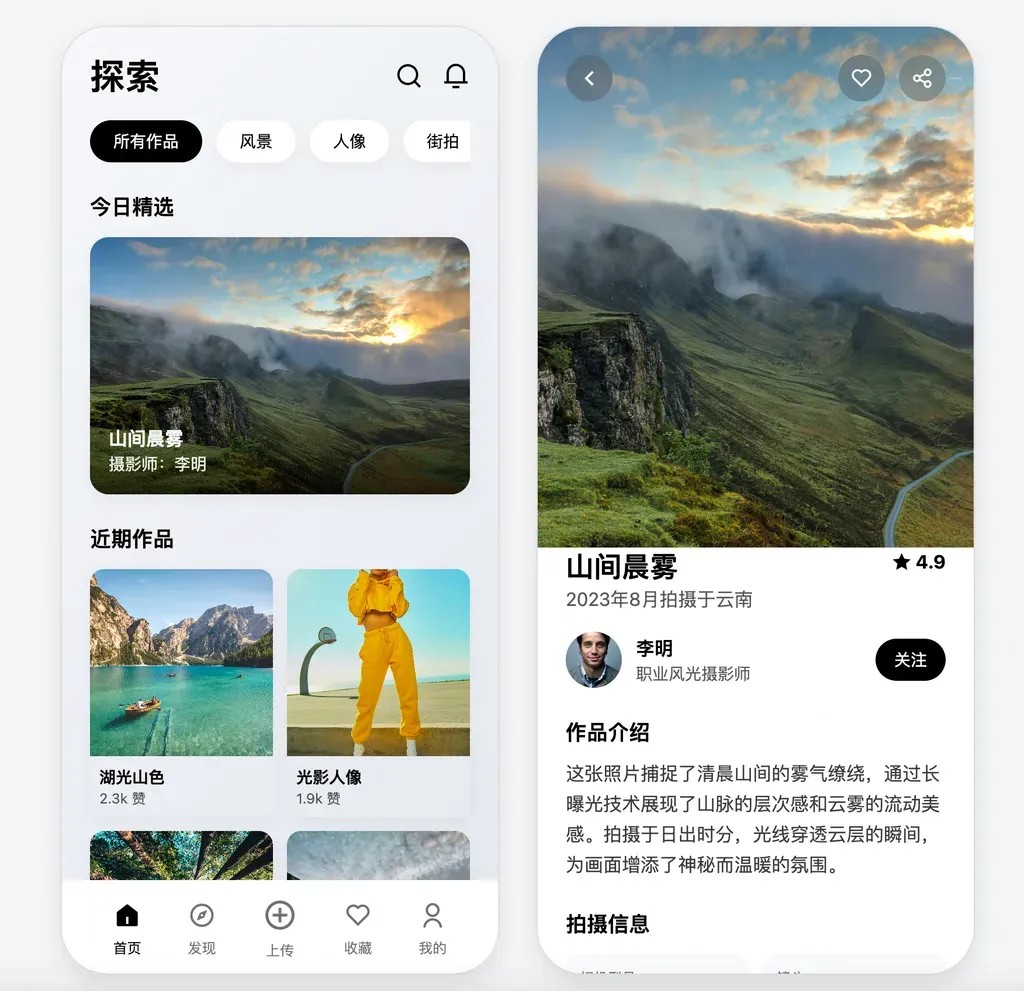 探索
所有作品
风景
人像
街拍
今日精选
山间晨雾
摄影师：李明
近期作品
湖光山色
2.3k 赞
光影人像
1.9k 赞
首页
发现
上传
收藏
我的
山间晨雾
4.9
2023年8月拍摄于云南
李明
职业风光摄影师
关注
作品介绍
这张照片捕捉了清晨山间的雾气缭绕，通过长
曝光技术展现了山脉的层次感和云雾的流动美
感。拍摄于日出时分，光线穿透云层的瞬间，
为画面增添了神秘而温暖的氛围。
拍摄信息